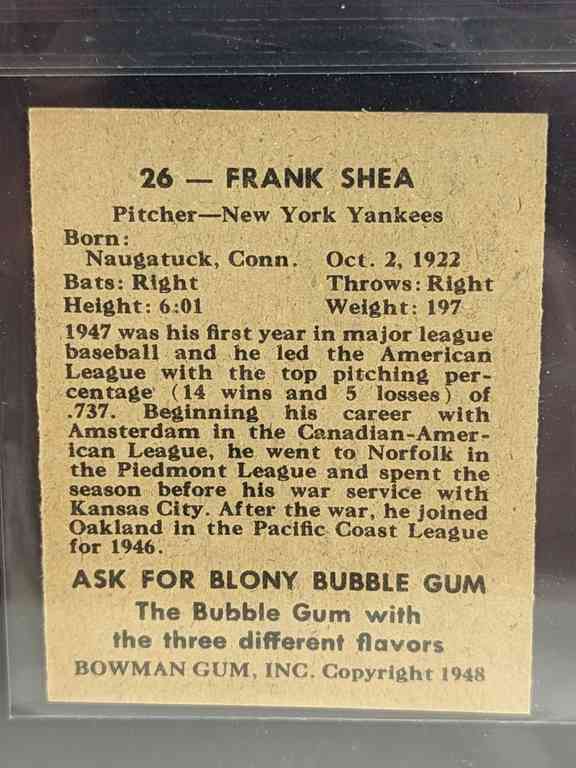 26 — FRANK SHEA
Pitcher—New York Yankees
Born:
Naugatuck, Conn. Oct. 2, 1922
Bats: Right Throws: Right
Height: 6:01 Weight: 197
1947 was his first year in major league
baseball and he led the American
League with the top pitching per-
centage (14 wins and 5 losses) of
.737. Beginning his career with
Amsterdam in the Canadian-Amer-
ican League, he went to Norfolk in
the Piedmont League and spent the
season before his war service with
Kansas City. After the war, he joined
Oakland in the Pacific Coast League
for 1946.
ASK FOR BLONY BUBBLE GUM
The Bubble Gum with
the three different flavors
BOWMAN GUM, INC. Copyright 1948